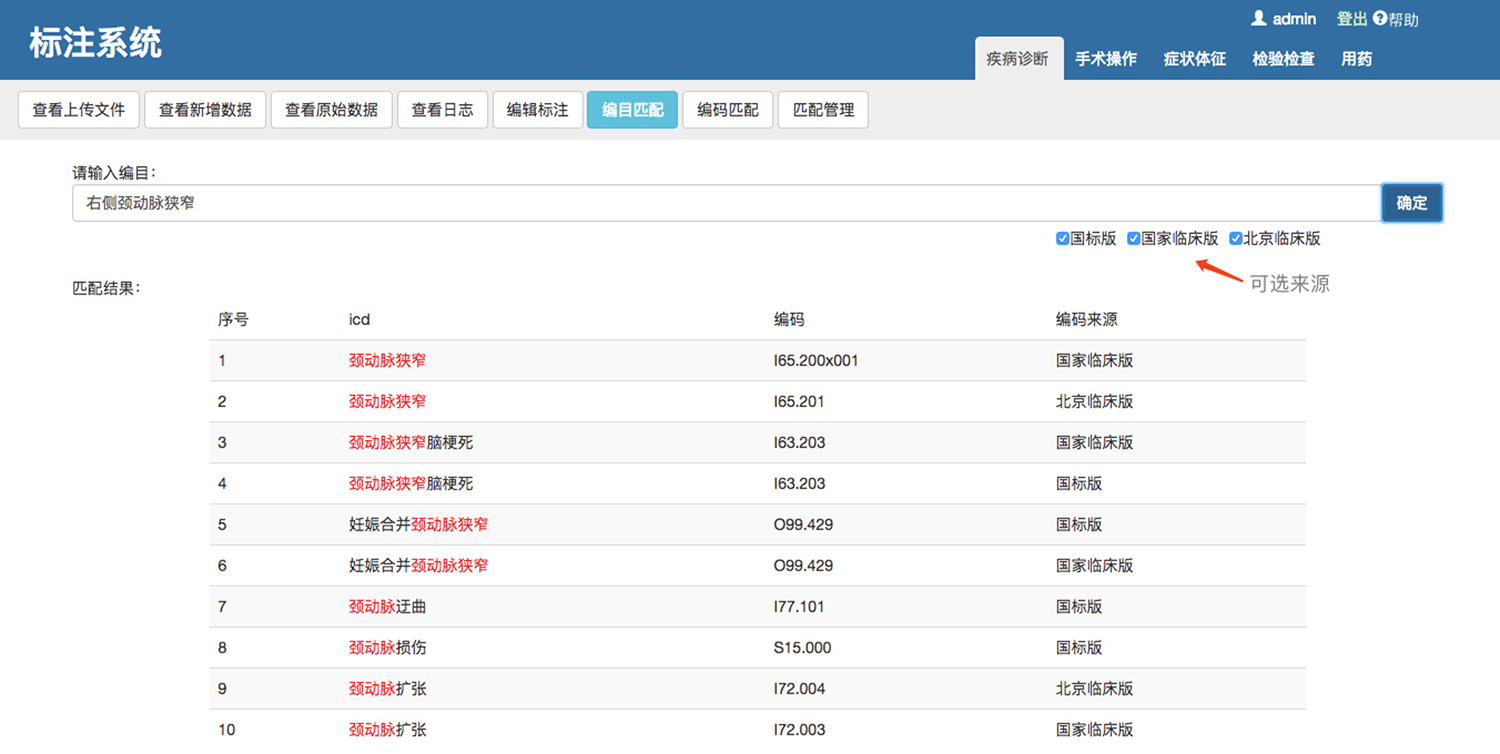 标注系统
admin 登出 帮助
疾病诊断 手术操作 症状体征 检验检查 用药
查看上传文件 查看新增数据 查看原始数据 查看日志 编辑标注 编目匹配 编码匹配 匹配管理
请输入编目：
右侧颈动脉狭窄 确定
国标版 国家临床版 北京临床版
可选来源
匹配结果：
序号 icd 编码 编码来源
1 颈动脉狭窄 I65.200x001 国家临床版
2 颈动脉狭窄 I65.201 北京临床版
3 颈动脉狭窄脑梗死 I63.203 国家临床版
4 颈动脉狭窄脑梗死 I63.203 国标版
5 妊娠合并颈动脉狭窄 O99.429 国标版
6 妊娠合并颈动脉狭窄 O99.429 国家临床版
7 颈动脉迂曲 I77.101 国标版
8 颈动脉损伤 S15.000 国标版
9 颈动脉扩张 I72.004 北京临床版
10 颈动脉扩张 I72.003 国家临床版